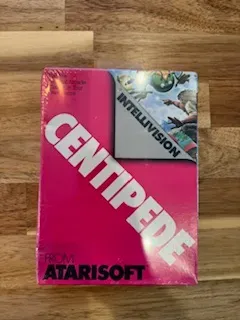 INTELLIVISION
CENTIPEDE
FROM
ATARISOFT